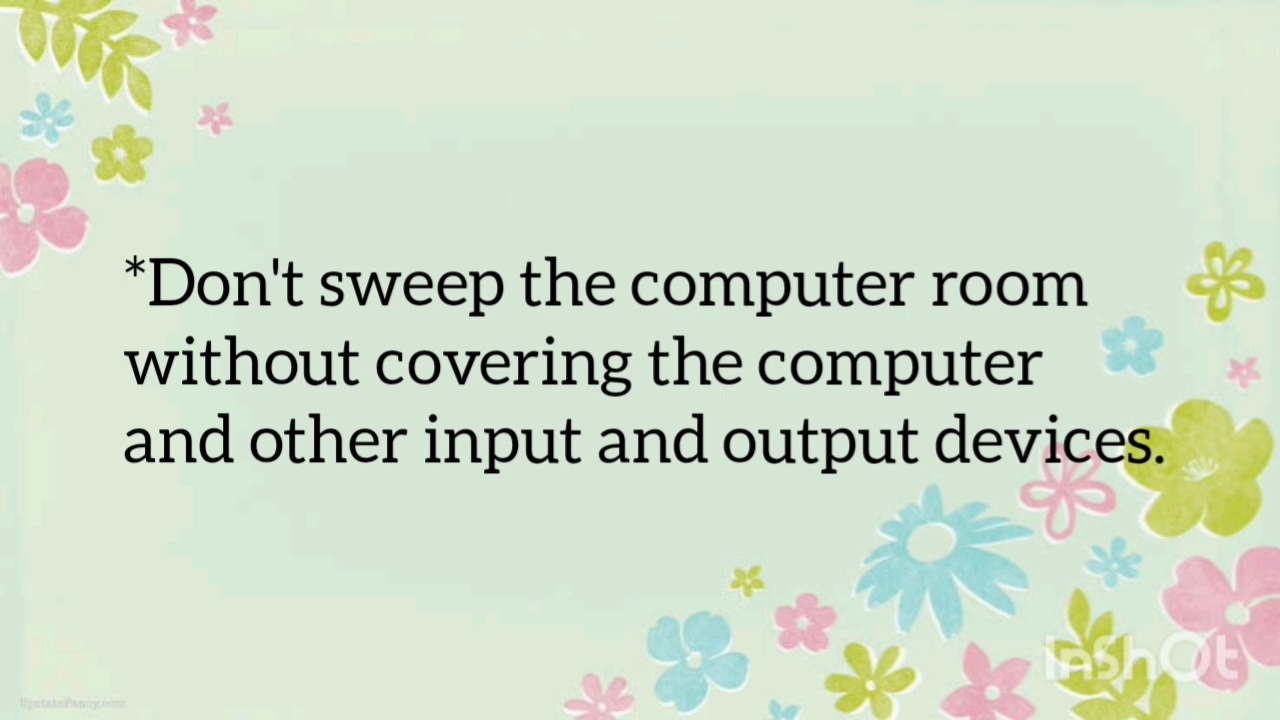 *Don't sweep the computer room
without covering the computer
and other input and output devices.
InShOt